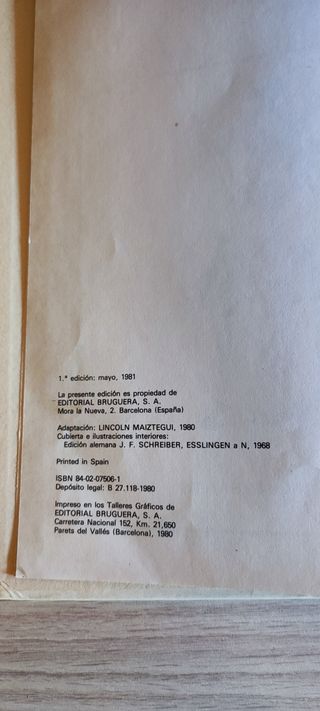 1.ª edición: mayo, 1981
La presente edición es propiedad de
EDITORIAL BRUGUERA, S. A.
Mora la Nueva, 2. Barcelona (España)
Adaptación: LINCOLN MAIZTEGUI, 1980
Cubierta e ilustraciones interiores:
Edición alemana J. F. SCHREIBER, ESSLINGEN a N, 1968
Printed in Spain
ISBN 84-02-07506-1
Depósito legal: B 27.118-1980
Impreso en los Talleres Gráficos de
EDITORIAL BRUGUERA, S. A.
Carretera Nacional 152, Km. 21,650
Parets del Vallés (Barcelona), 1980